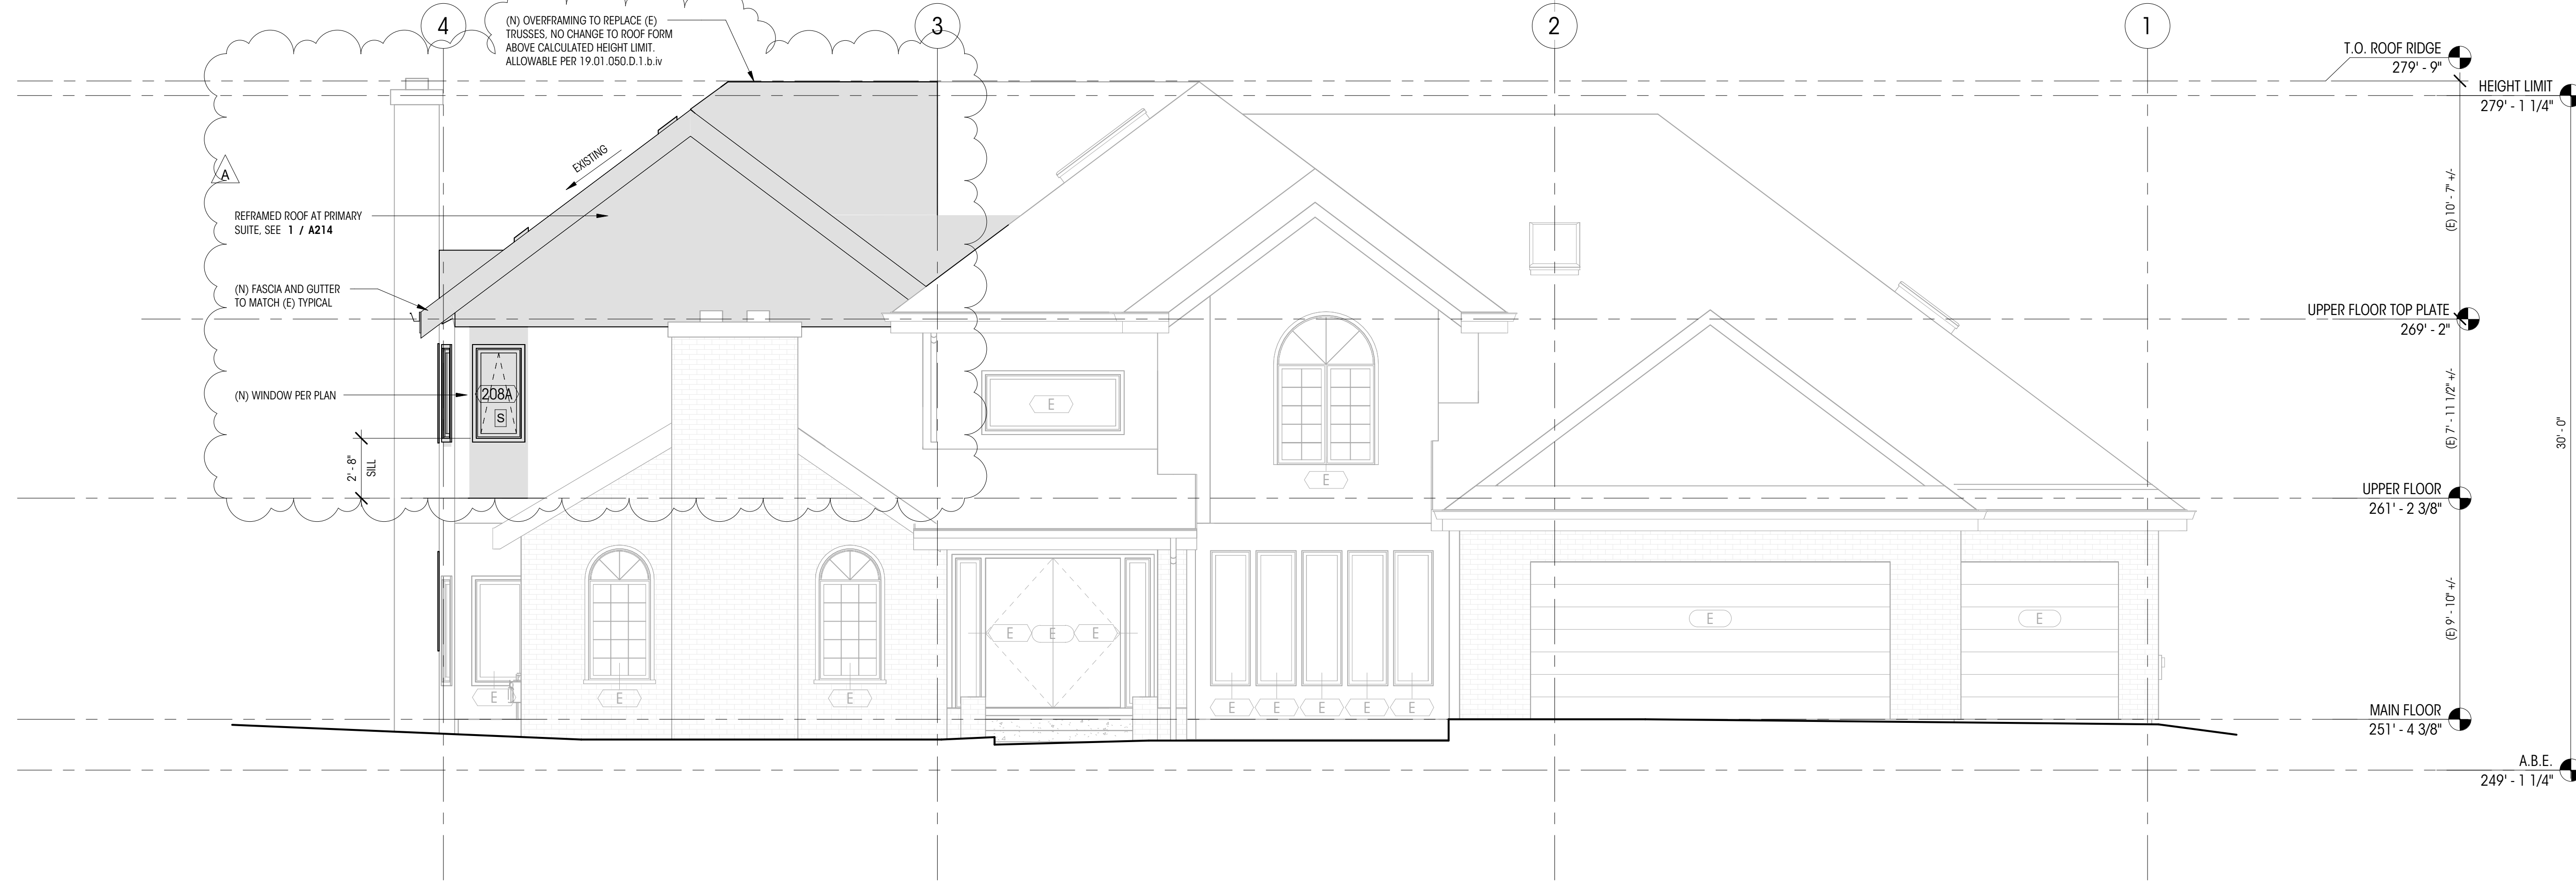 4
3
2
1
(N) OVERFRAMING TO REPLACE (E)
TRUSSES, NO CHANGE TO ROOF FORM
ABOVE CALCULATED HEIGHT LIMIT.
ALLOWABLE PER 19.01.050.D.1.b.iv
T.O. ROOF RIDGE
279' - 9"
HEIGHT LIMIT
279' - 1 1/4"
EXISTING
A
REFRAMED ROOF AT PRIMARY
SUITE, SEE 1 / A214
(E) 10' - 7" +/-
(N) FASCIA AND GUTTER
TO MATCH (E) TYPICAL
UPPER FLOOR TOP PLATE
269' - 2"
(N) WINDOW PER PLAN
208A
S
E
E
(E) 7' - 11 1/2" +/-
30' - 0"
2' - 8"
SILL
UPPER FLOOR
261' - 2 3/8"
(E) 9' - 10" +/-
E
E
E
E
E
E
E
E
E
E
E
E
E
E
MAIN FLOOR
251' - 4 3/8"
A.B.E.
249' - 1 1/4"